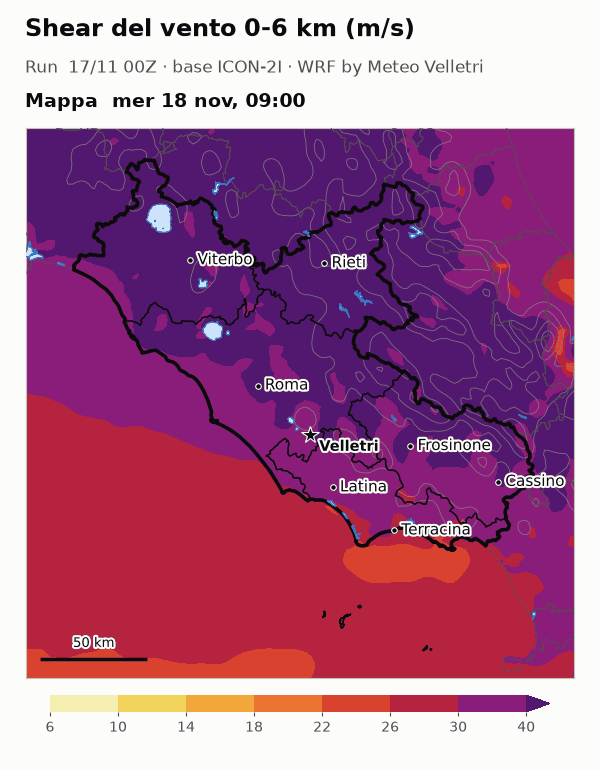 Shear del vento 0-6 km (m/s)
Run  17/11 00Z · base ICON-2I · WRF by Meteo Velletri
Mappa  mer 18 nov, 09:00
Viterbo
Rieti
Roma
Velletri
Frosinone
Cassino
Latina
Terracina
50 km
6 10 14 18 22 26 30 40